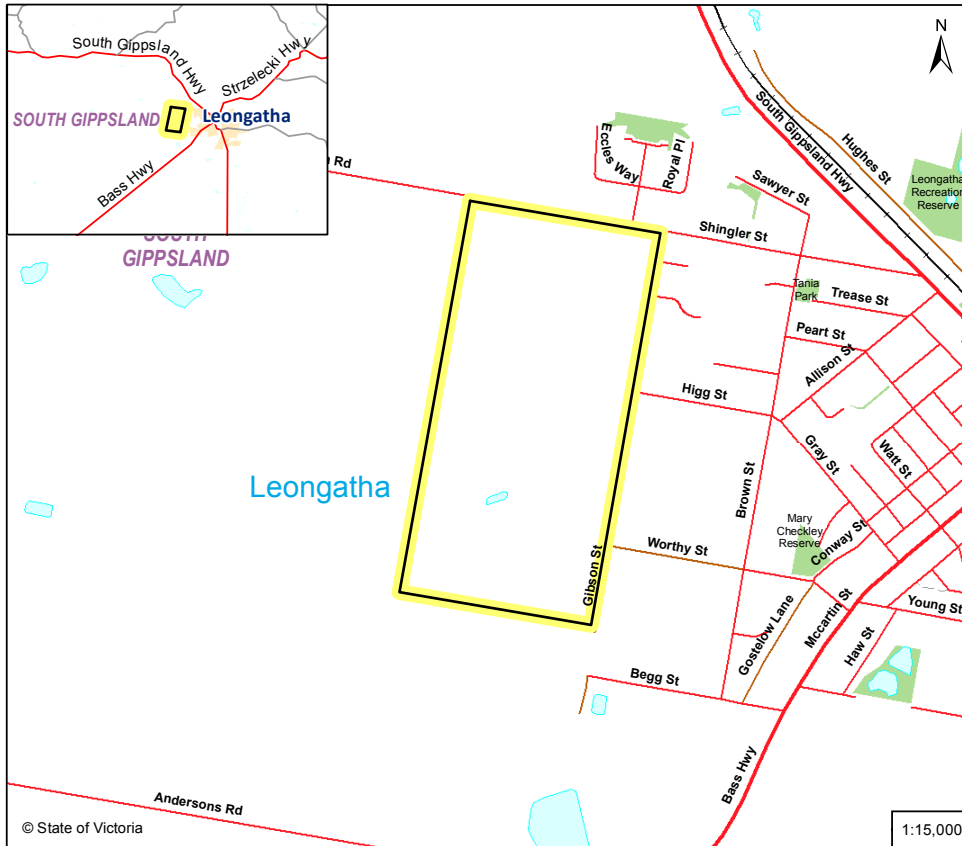 South Gippsland Hwy
Strzelecki Hwy
SOUTH GIPPSLAND
Leongatha
Bass Hwy
N
Rd
SOUTH
GIPPSLAND
Eccles Way
Royal Pl
Sawyer St
South Gippsland Hwy
Hughes St
Leongatha
Recreation
Reserve
Shingler St
Tania
Park
Trease St
Peart St
Allison St
Higg St
Gray St
Watt St
Leongatha
Brown St
Mary
Checkley
Reserve
Conway St
Worthy St
Gibson St
Gostelow Lane
Mccartin St
Young St
Haw St
Begg St
Bass Hwy
Andersons Rd
© State of Victoria
1:15,000